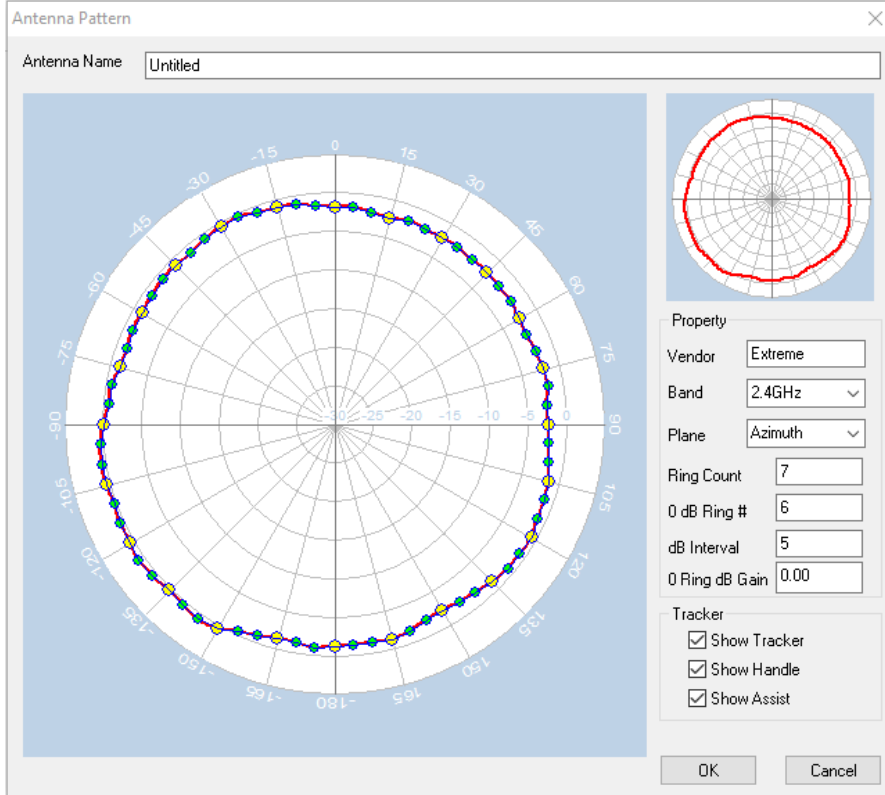 Antenna Pattern
Antenna Name
Untitled
0
15
30
45
60
75
90
105
120
135
150
165
-180
-165
-150
-135
-120
-105
-90
-75
-60
-45
-30
-15
-30 -25 -20 -15 -10 -5 0
Property
Vendor Extreme
Band 2.4GHz
Plane Azimuth
Ring Count 7
0 dB Ring # 6
dB Interval 5
0 Ring dB Gain 0.00
Tracker
Show Tracker
Show Handle
Show Assist
OK Cancel